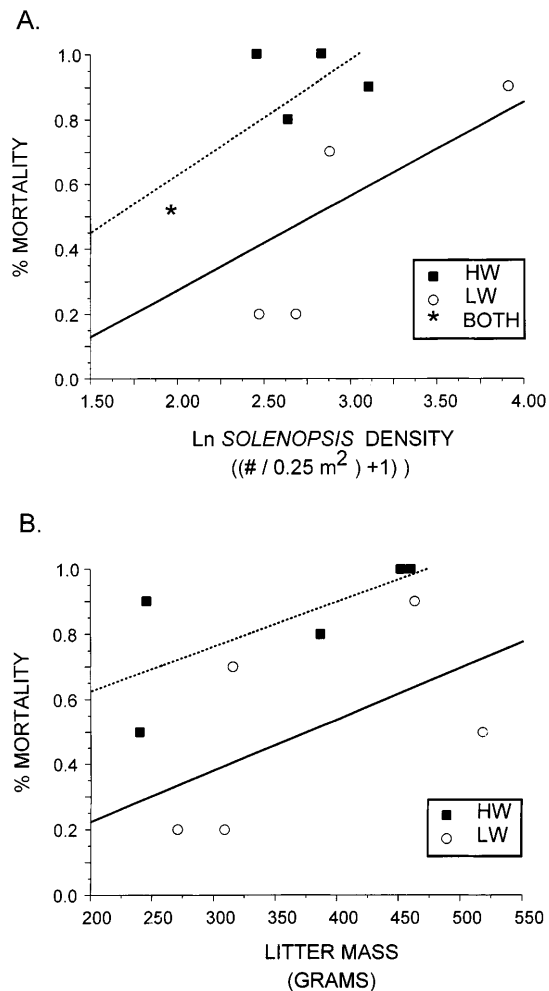 A.
1.0
0.8
0.6
0.4
0.2
0.0
% MORTALITY
HW
LW
* BOTH
*
1.50 2.00 2.50 3.00 3.50 4.00
Ln SOLENOPSIS DENSITY
((# / 0.25 m2 ) +1) )
B.
1.0
0.8
0.6
0.4
0.2
0.0
% MORTALITY
HW
LW
200 250 300 350 400 450 500 550
LITTER MASS
(GRAMS)